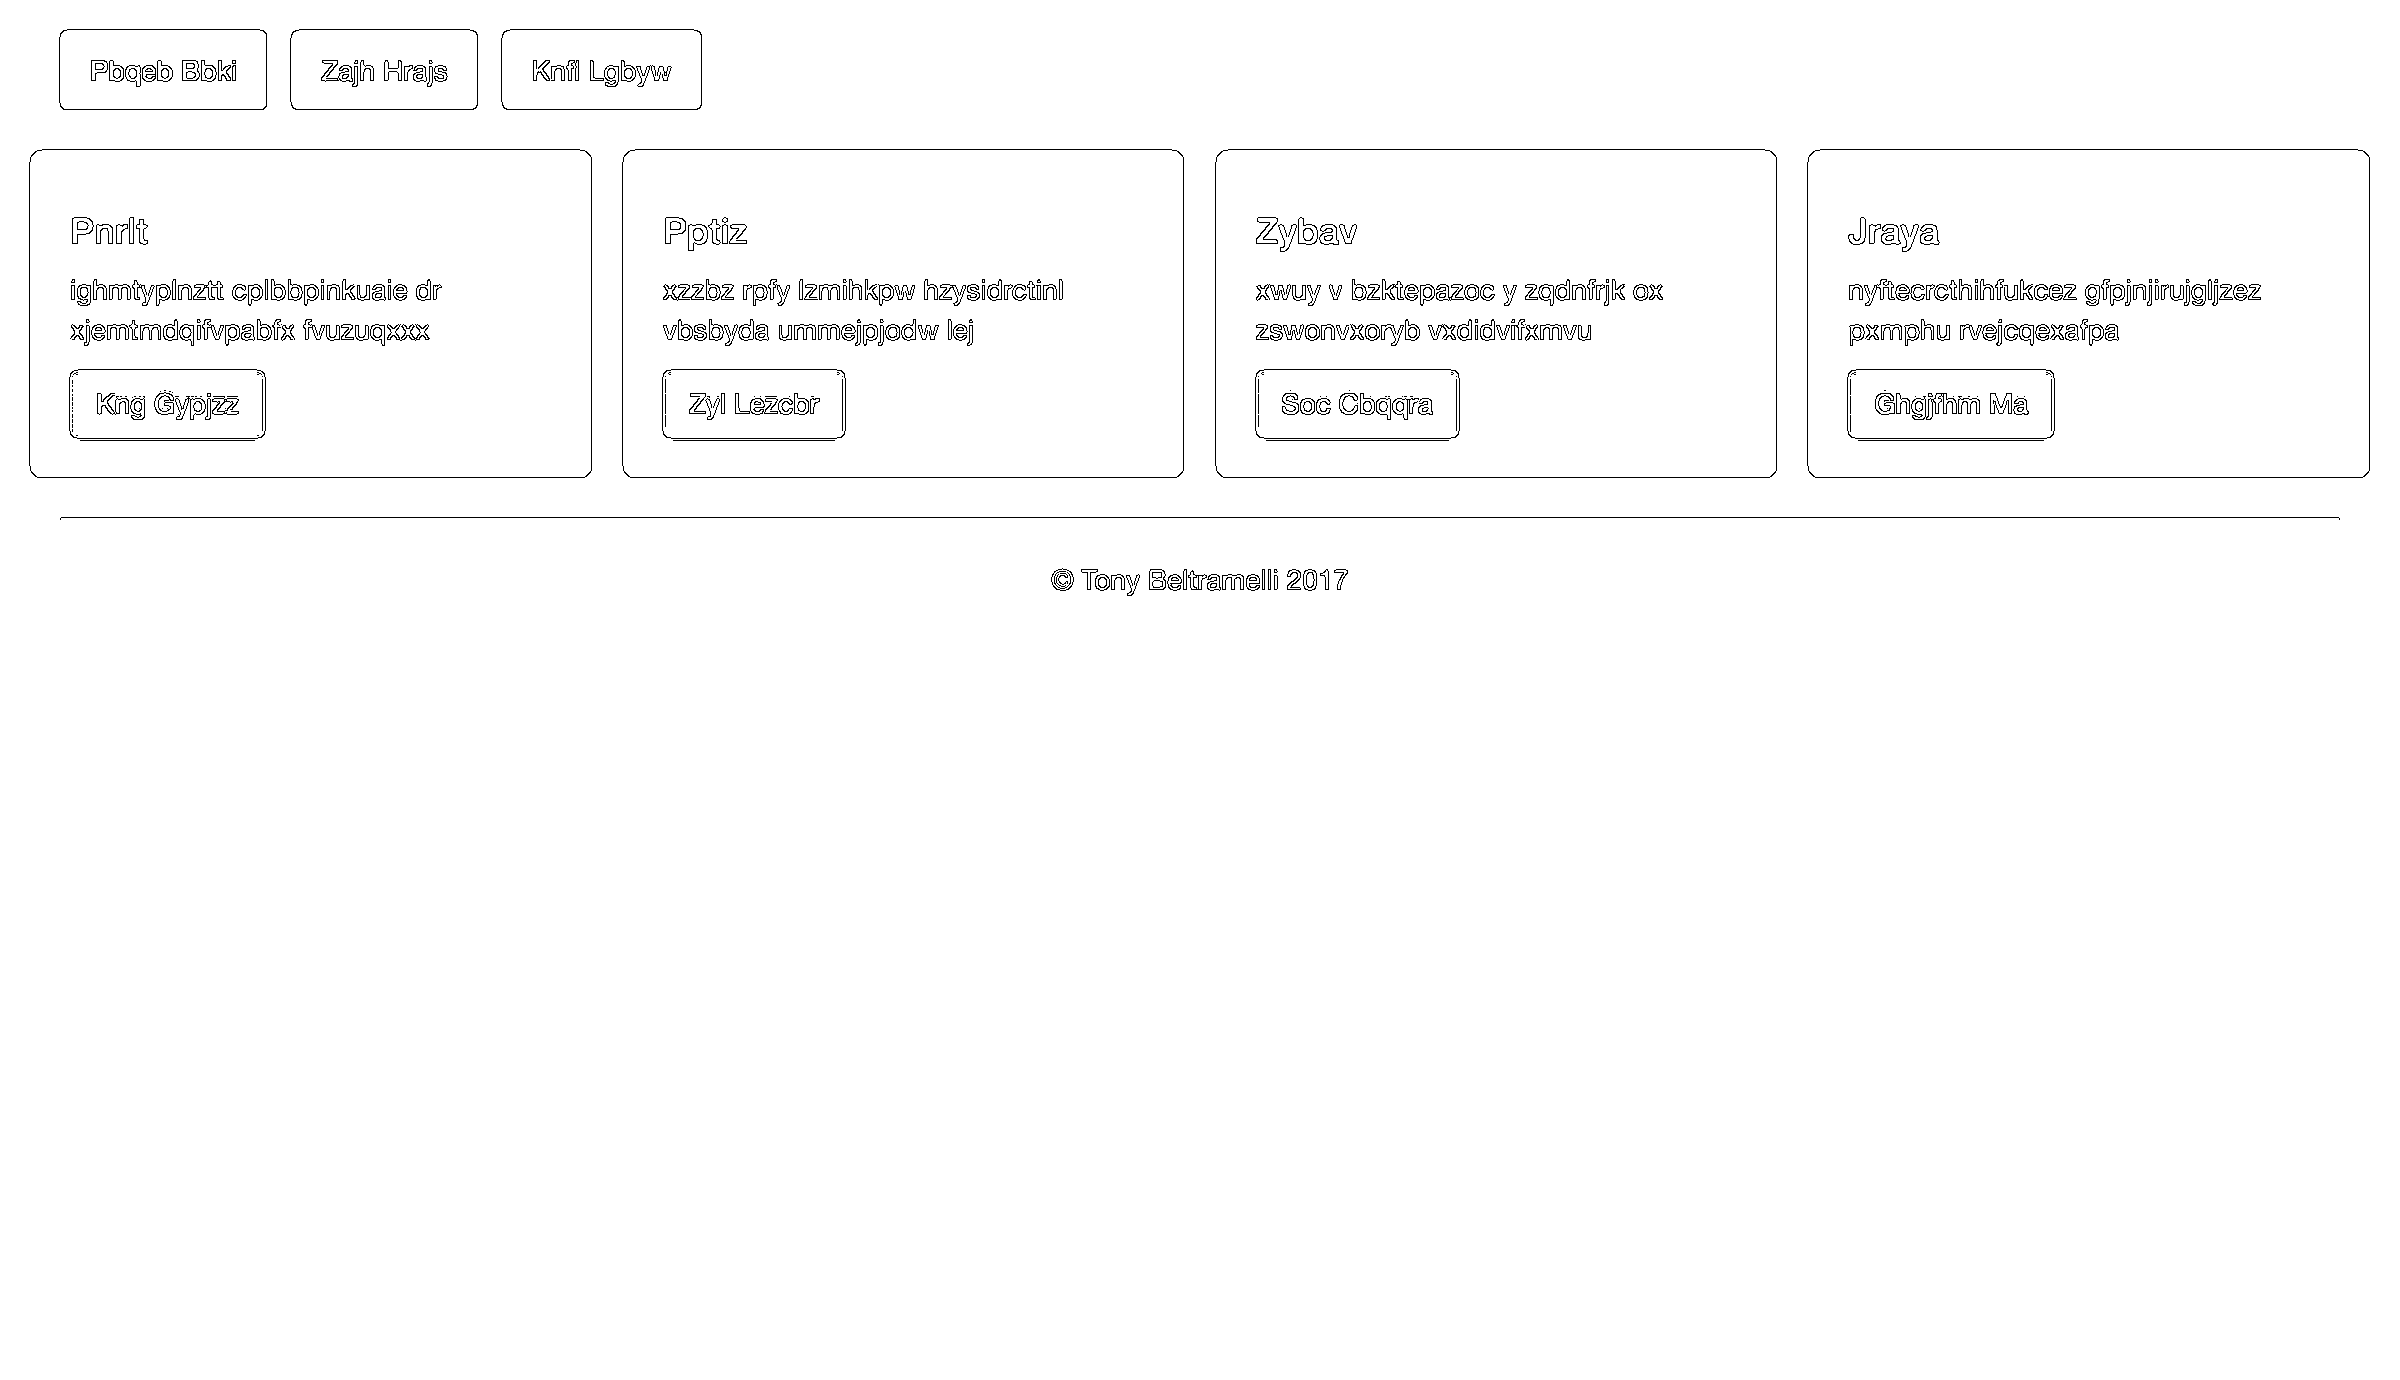 Pbqeb Bbki
Zajh Hrajs
Knfl Lgbyw
Pnrlt
ighmtyplnztt cplbbpinkuaie dr
xjemtmdqifvpabfx fvuzuqxxx
Kng Gypjzz
Pptiz
xzzbz rpfy lzmihkpw hzysidrctinl
vbsbyda ummejpjodw lej
Zyl Lezcbr
Zybav
xwuy v bzktepazoc y zqdnfrjk ox
zswonvxoryb vxdidvifxmvu
Soc Cbqqra
Jraya
nyftecrcthihfukcez gfpjnjirujgljzez
pxmphu rvejcqexafpa
Ghgjfhm Ma
© Tony Beltramelli 2017